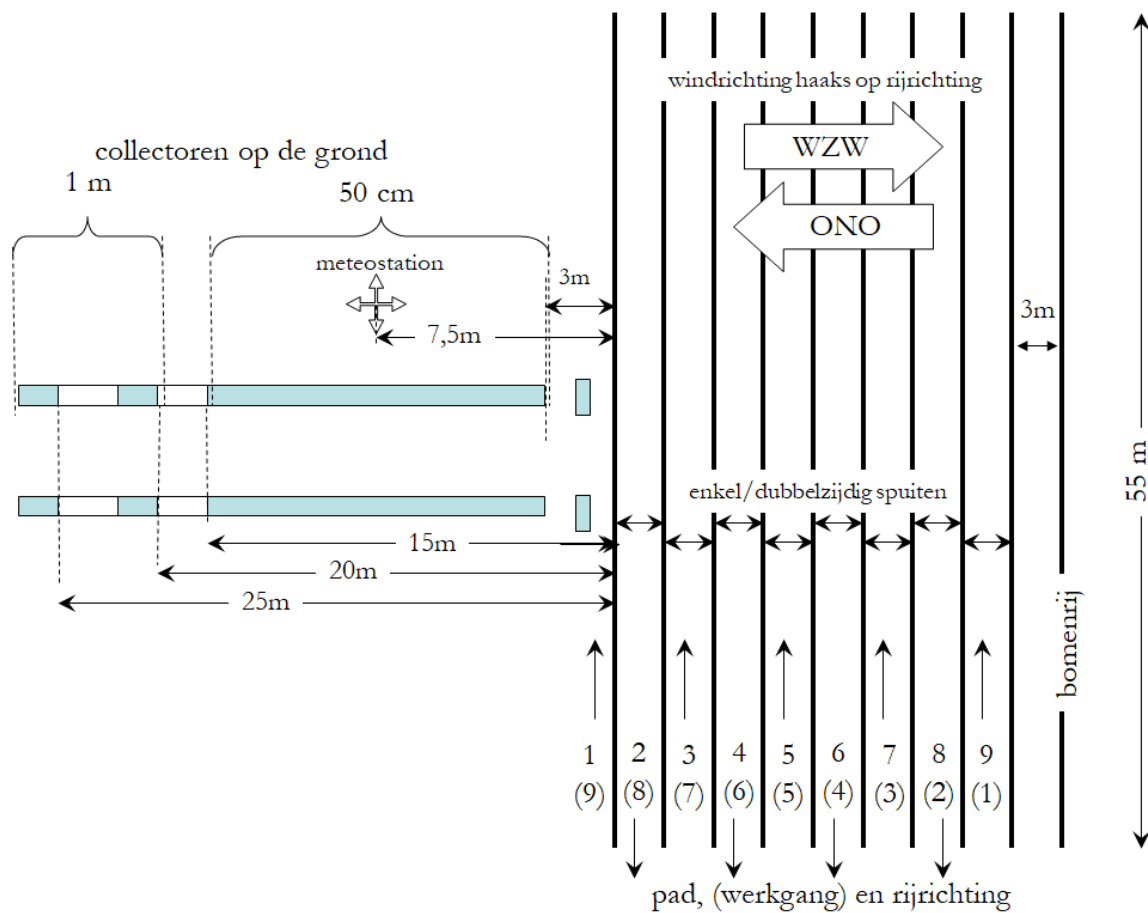 windrichting haaks op rijrichting
WZW
ONO
collectoren op de grond
1 m
50 cm
meteostation
3m
7,5m
3m
55 m
enkel/dubbelzijdig spuiten
15m
20m
25m
bomenrij
1 2 3 4 5 6 7 8 9
(9) (8) (7) (6) (5) (4) (3) (2) (1)
pad, (werkgang) en rijrichting